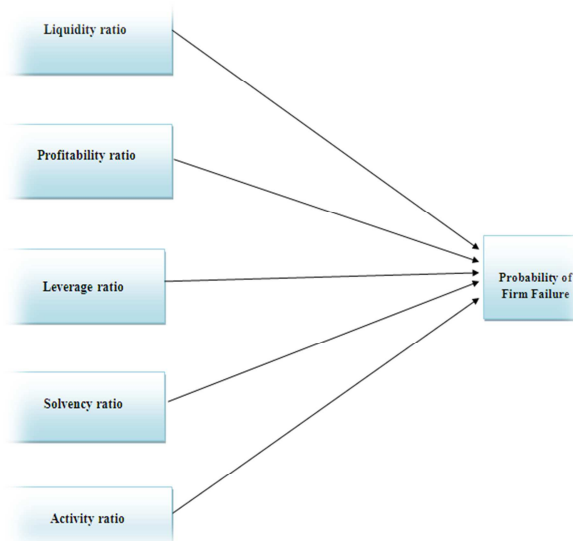 Liquidity ratio
Profitability ratio
Leverage ratio
Solvency ratio
Activity ratio
Probability of
Firm Failure